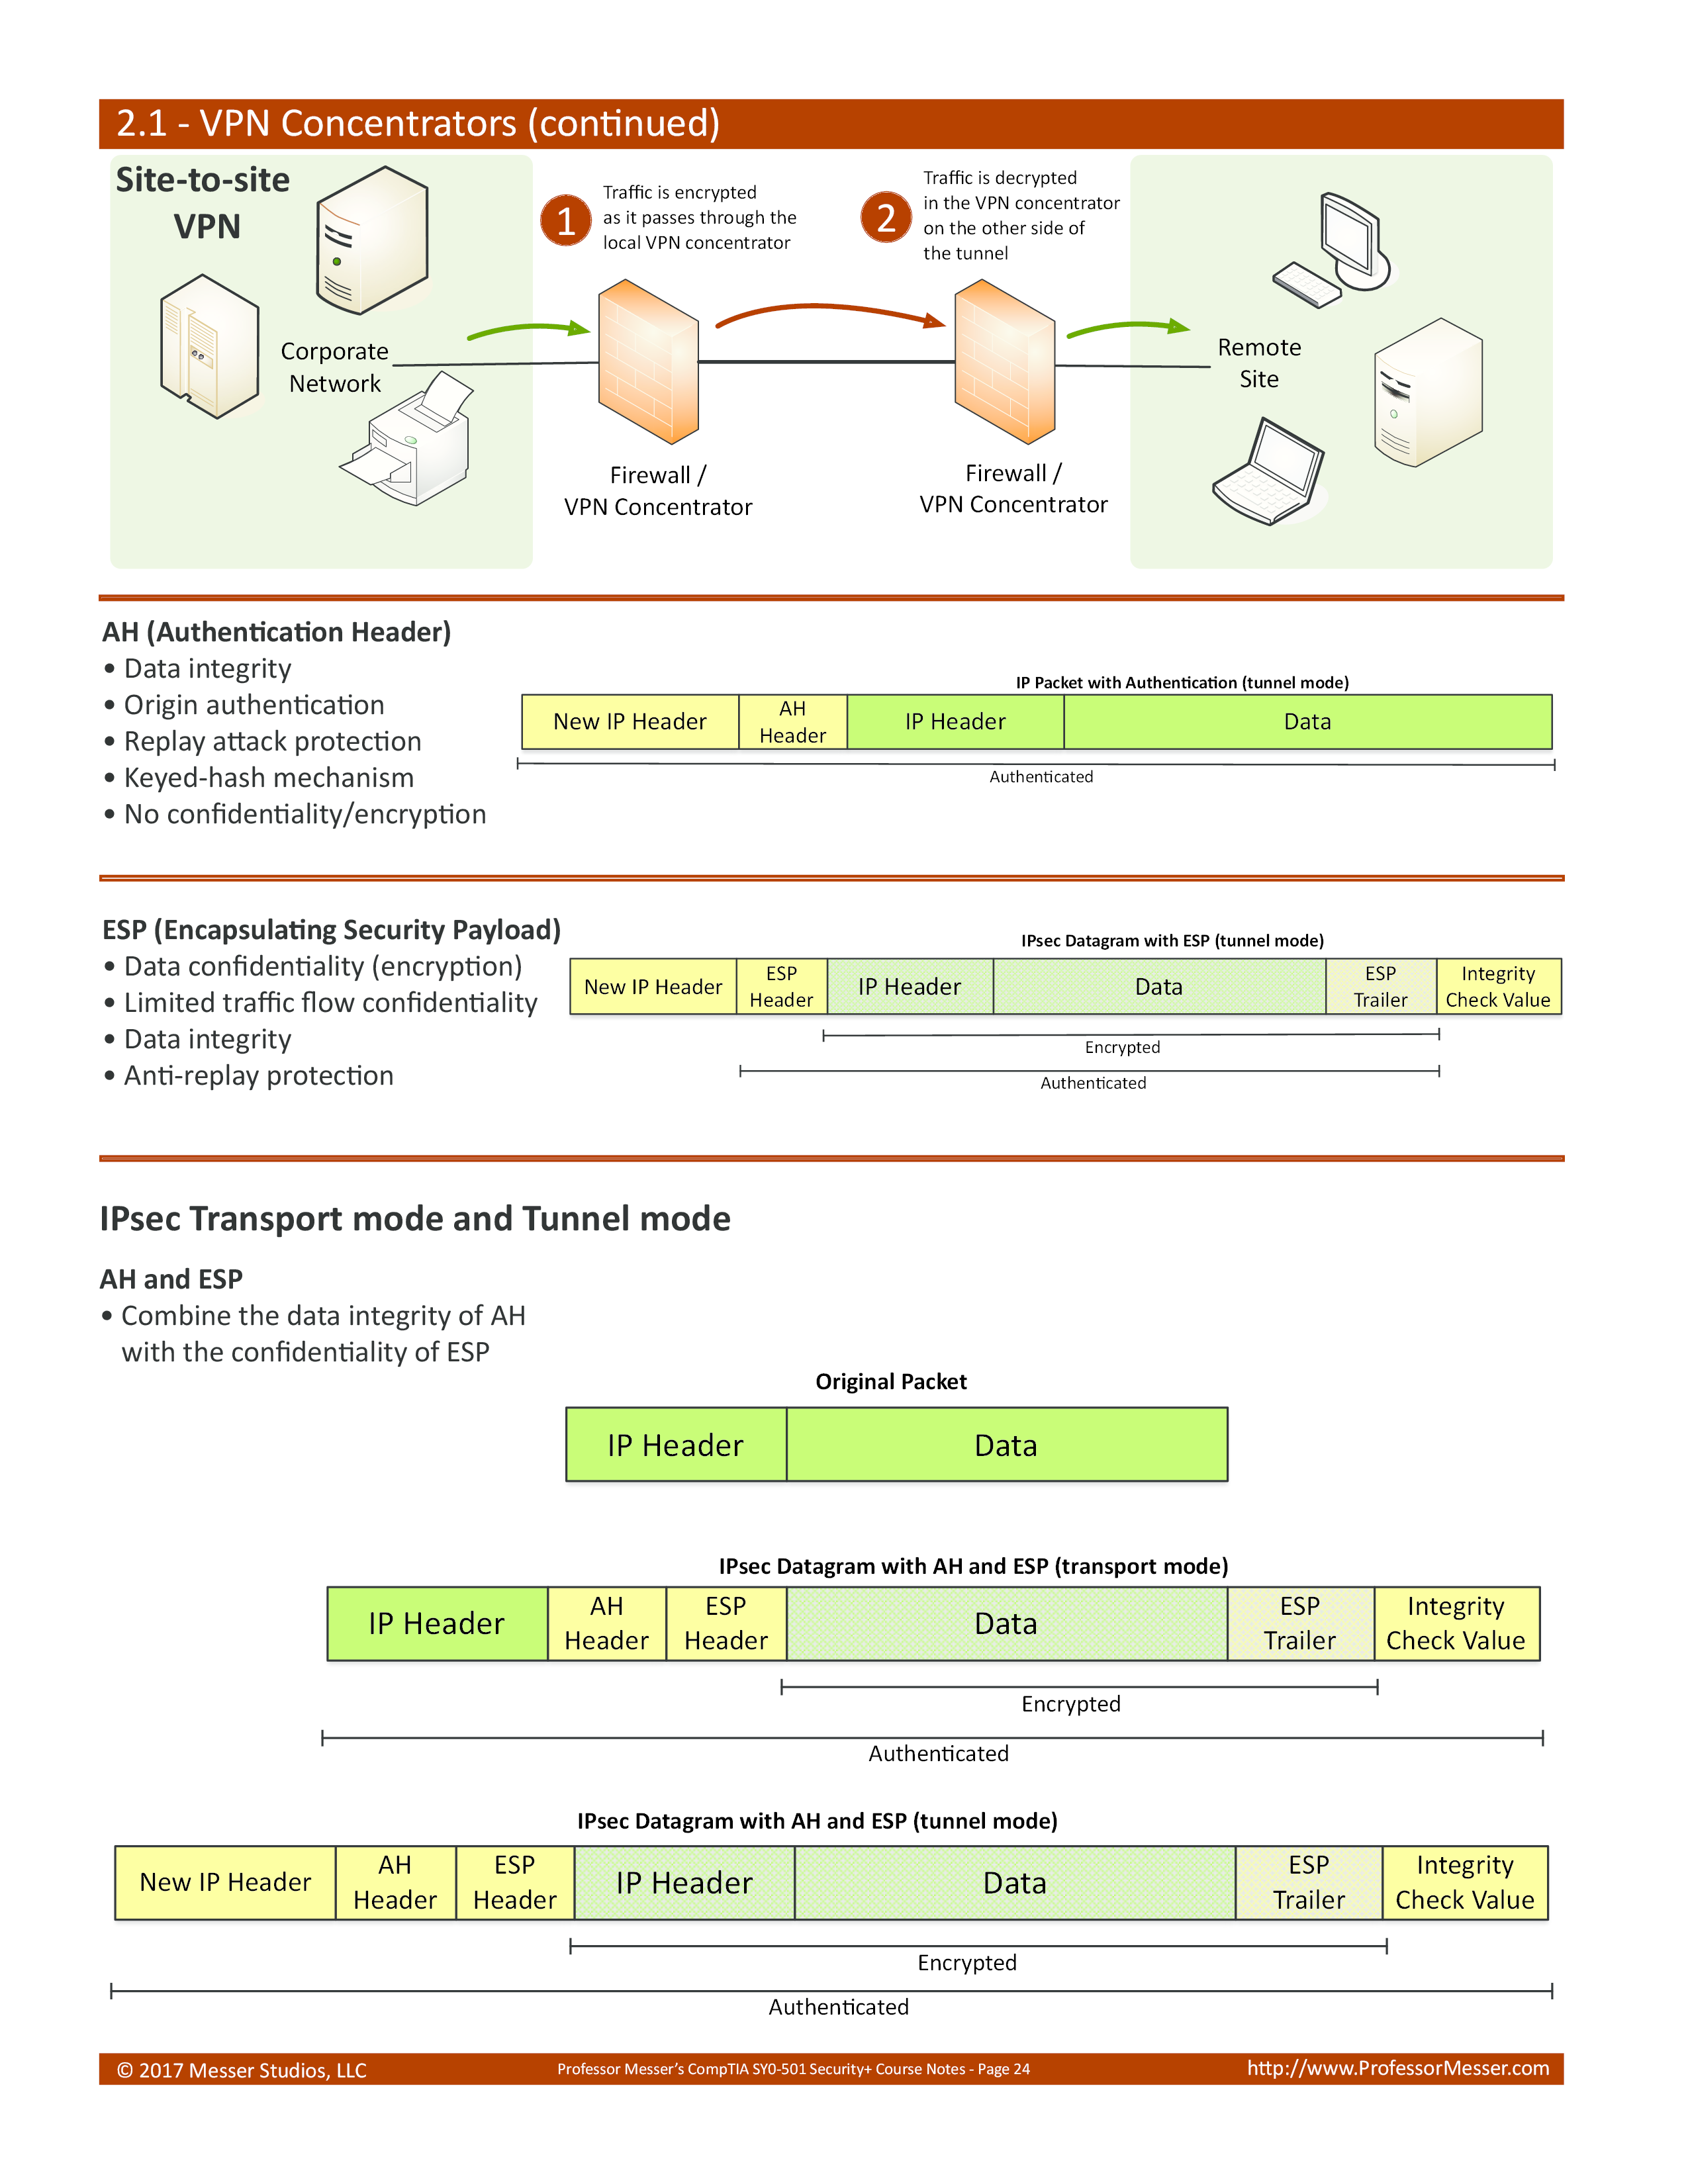 2.1 - VPN Concentrators (continued)
Site-to-site
VPN
1
Traffic is encrypted
as it passes through the
local VPN concentrator
2
Traffic is decrypted
in the VPN concentrator
on the other side of
the tunnel
Corporate
Network
Remote
Site
Firewall /
VPN Concentrator
Firewall /
VPN Concentrator
AH (Authentication Header)
• Data integrity
• Origin authentication
• Replay attack protection
• Keyed-hash mechanism
• No confidentiality/encryption
IP Packet with Authentication (tunnel mode)
New IP Header
AH
Header
IP Header
Data
Authenticated
ESP (Encapsulating Security Payload)
• Data confidentiality (encryption)
• Limited traffic flow confidentiality
• Data integrity
• Anti-replay protection
IPsec Datagram with ESP (tunnel mode)
New IP Header
ESP
Header
IP Header
Data
ESP
Trailer
Integrity
Check Value
Encrypted
Authenticated
IPsec Transport mode and Tunnel mode
AH and ESP
• Combine the data integrity of AH
with the confidentiality of ESP
Original Packet
IP Header
Data
IPsec Datagram with AH and ESP (transport mode)
IP Header
AH
Header
ESP
Header
Data
ESP
Trailer
Integrity
Check Value
Encrypted
Authenticated
IPsec Datagram with AH and ESP (tunnel mode)
New IP Header
AH
Header
ESP
Header
IP Header
Data
ESP
Trailer
Integrity
Check Value
Encrypted
Authenticated
© 2017 Messer Studios, LLC
Professor Messer’s CompTIA SY0-501 Security+ Course Notes - Page 24
http://www.ProfessorMesser.com